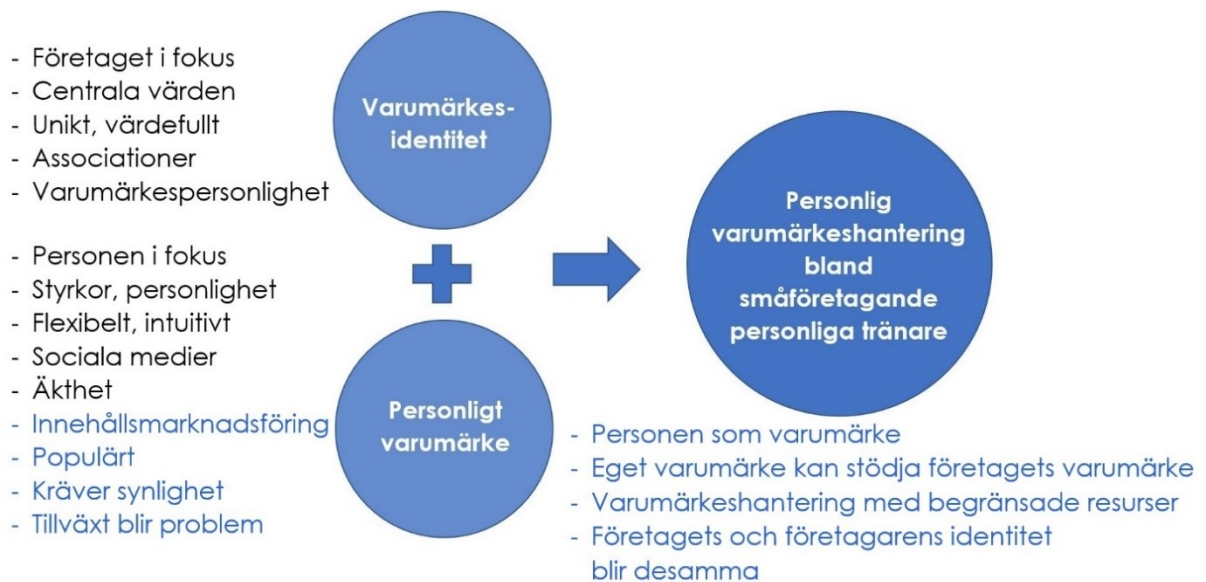 - Företaget i fokus
- Centrala värden
- Unikt, värdefullt
- Associationer
- Varumärkespersonlighet
Varumärkes-
identitet
- Personen i fokus
- Styrkor, personlighet
- Flexibelt, intuitivt
- Sociala medier
- Äkthet
- Innehållsmarknadsföring
- Populärt
- Kräver synlighet
- Tillväxt blir problem
Personligt
varumärke
Personlig
varumärkeshantering
bland
småföretagande
personliga tränare
- Personen som varumärke
- Eget varumärke kan stödja företagets varumärke
- Varumärkeshantering med begränsade resurser
- Företagets och företagarens identitet
blir desamma